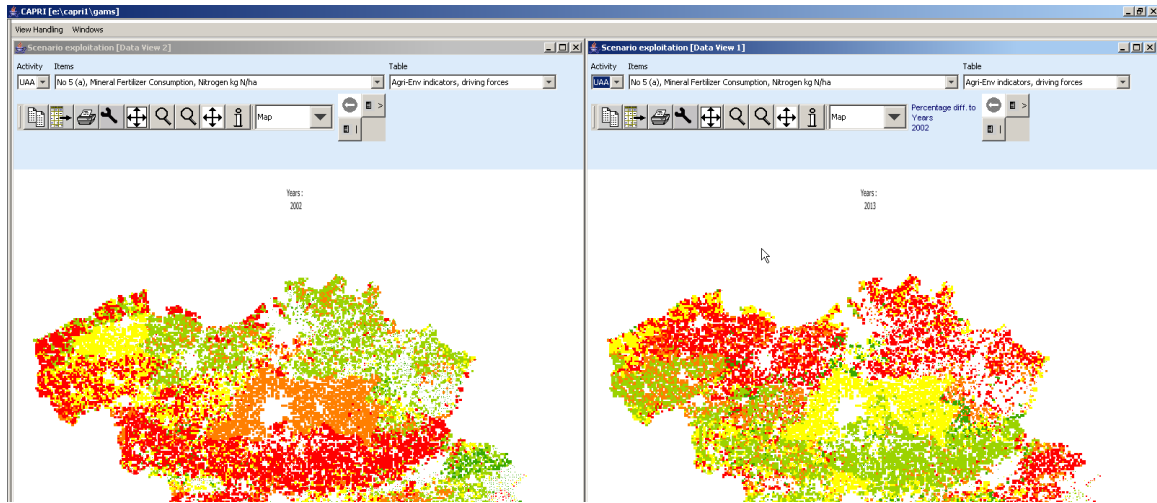 CAPRI [e:\capri1\gams]
View Handling Windows
Scenario exploitation [Data View 2]
Activity Items Table
UAA No 5 (a), Mineral Fertilizer Consumption, Nitrogen kg N/ha Agri-Env indicators, driving forces
Map
Years :
2002
Scenario exploitation [Data View 1]
Activity Items Table
UAA No 5 (a), Mineral Fertilizer Consumption, Nitrogen kg N/ha Agri-Env indicators, driving forces
Map
Percentage diff. to
Years
2002
Years :
2013